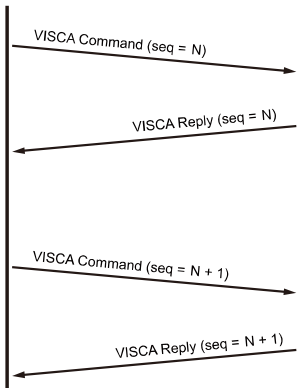 VISCA Command (seq = N)
VISCA Reply (seq = N)
VISCA Command (seq = N + 1)
VISCA Reply (seq = N + 1)